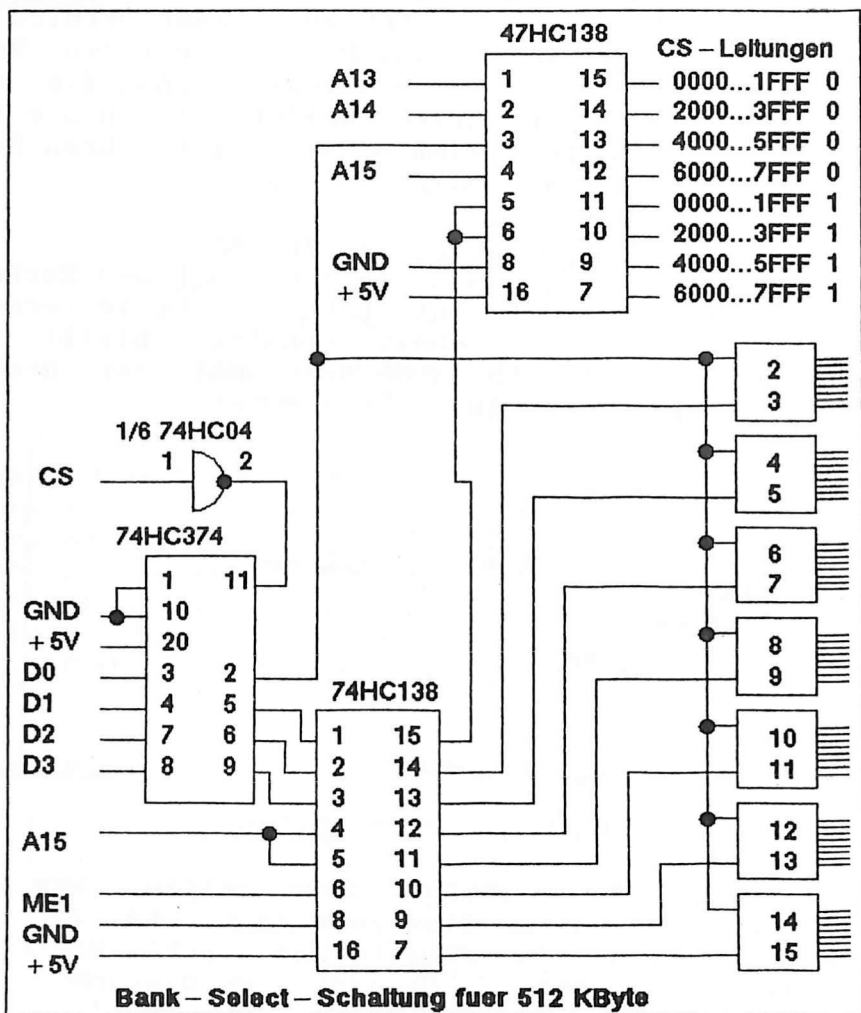 47HC138
CS – Leitungen
A13 1 15 0000...1FFF 0
A14 2 14 2000...3FFF 0
3 13 4000...5FFF 0
A15 4 12 6000...7FFF 0
5 11 0000...1FFF 1
6 10 2000...3FFF 1
GND 8 9 4000...5FFF 1
+5V 16 7 6000...7FFF 1
2
3
1/6 74HC04
CS 1 2
4
5
74HC374
1 11
GND 10
+5V 20
D0 3 2
D1 4 5
D2 7 6
D3 8 9
6
7
8
9
74HC138
1 15
2 14
3 13
A15 4 12
5 11
ME1 6 10
GND 8 9
+5V 16 7
10
11
12
13
14
15
Bank – Select – Schaltung fuer 512 KByte